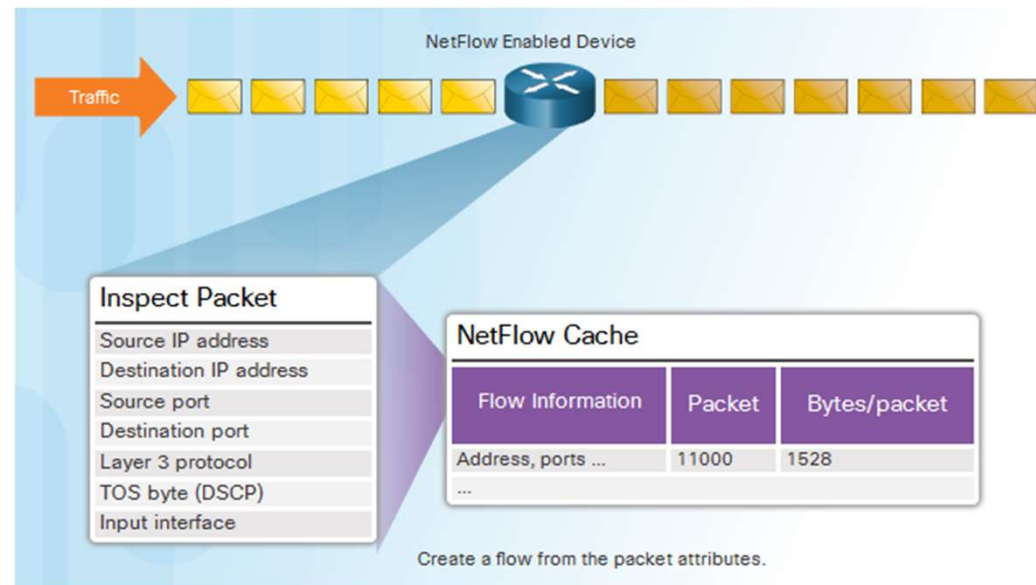 NetFlow Enabled Device
Traffic
Inspect Packet
Source IP address
Destination IP address
Source port
Destination port
Layer 3 protocol
TOS byte (DSCP)
Input interface
NetFlow Cache
Flow Information Packet Bytes/packet
Address, ports ... 11000 1528
...
Create a flow from the packet attributes.